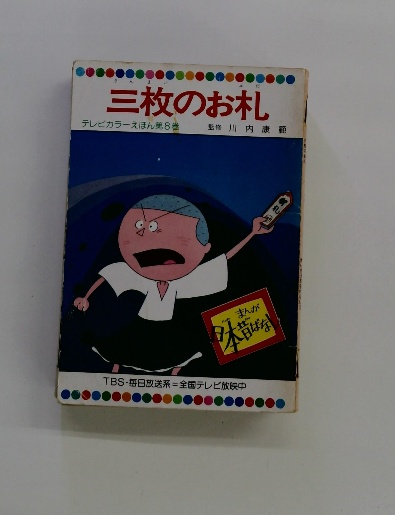 三枚のお札
テレビカラーえほん第8巻 監修 川内康範
まんが
日本昔ばなし
TBS・毎日放送系=全国テレビ放映中